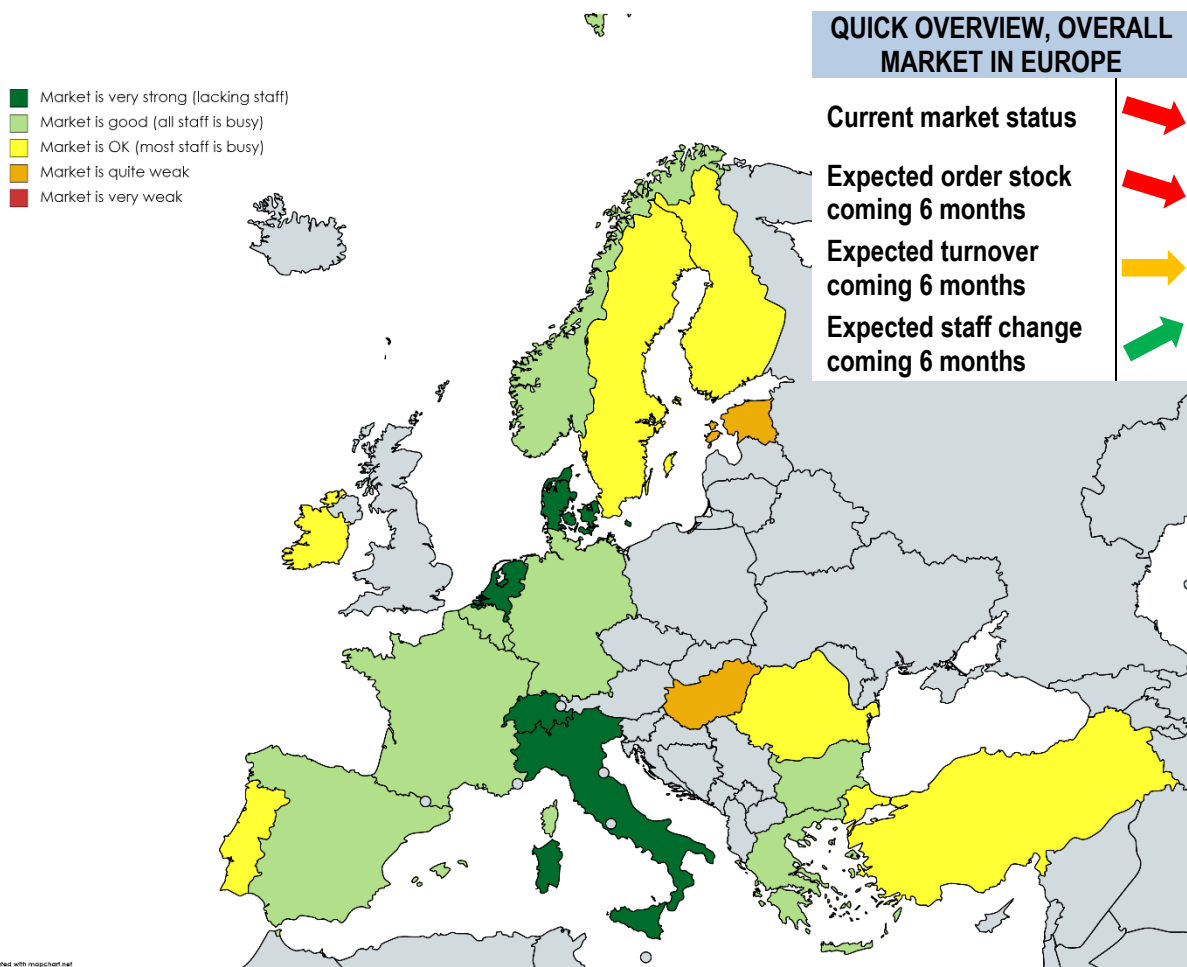 QUICK OVERVIEW, OVERALL
MARKET IN EUROPE
Market is very strong (lacking staff)
Market is good (all staff is busy)
Market is OK (most staff is busy)
Market is quite weak
Market is very weak
Current market status
Expected order stock
coming 6 months
Expected turnover
coming 6 months
Expected staff change
coming 6 months
ted with mapchart.net